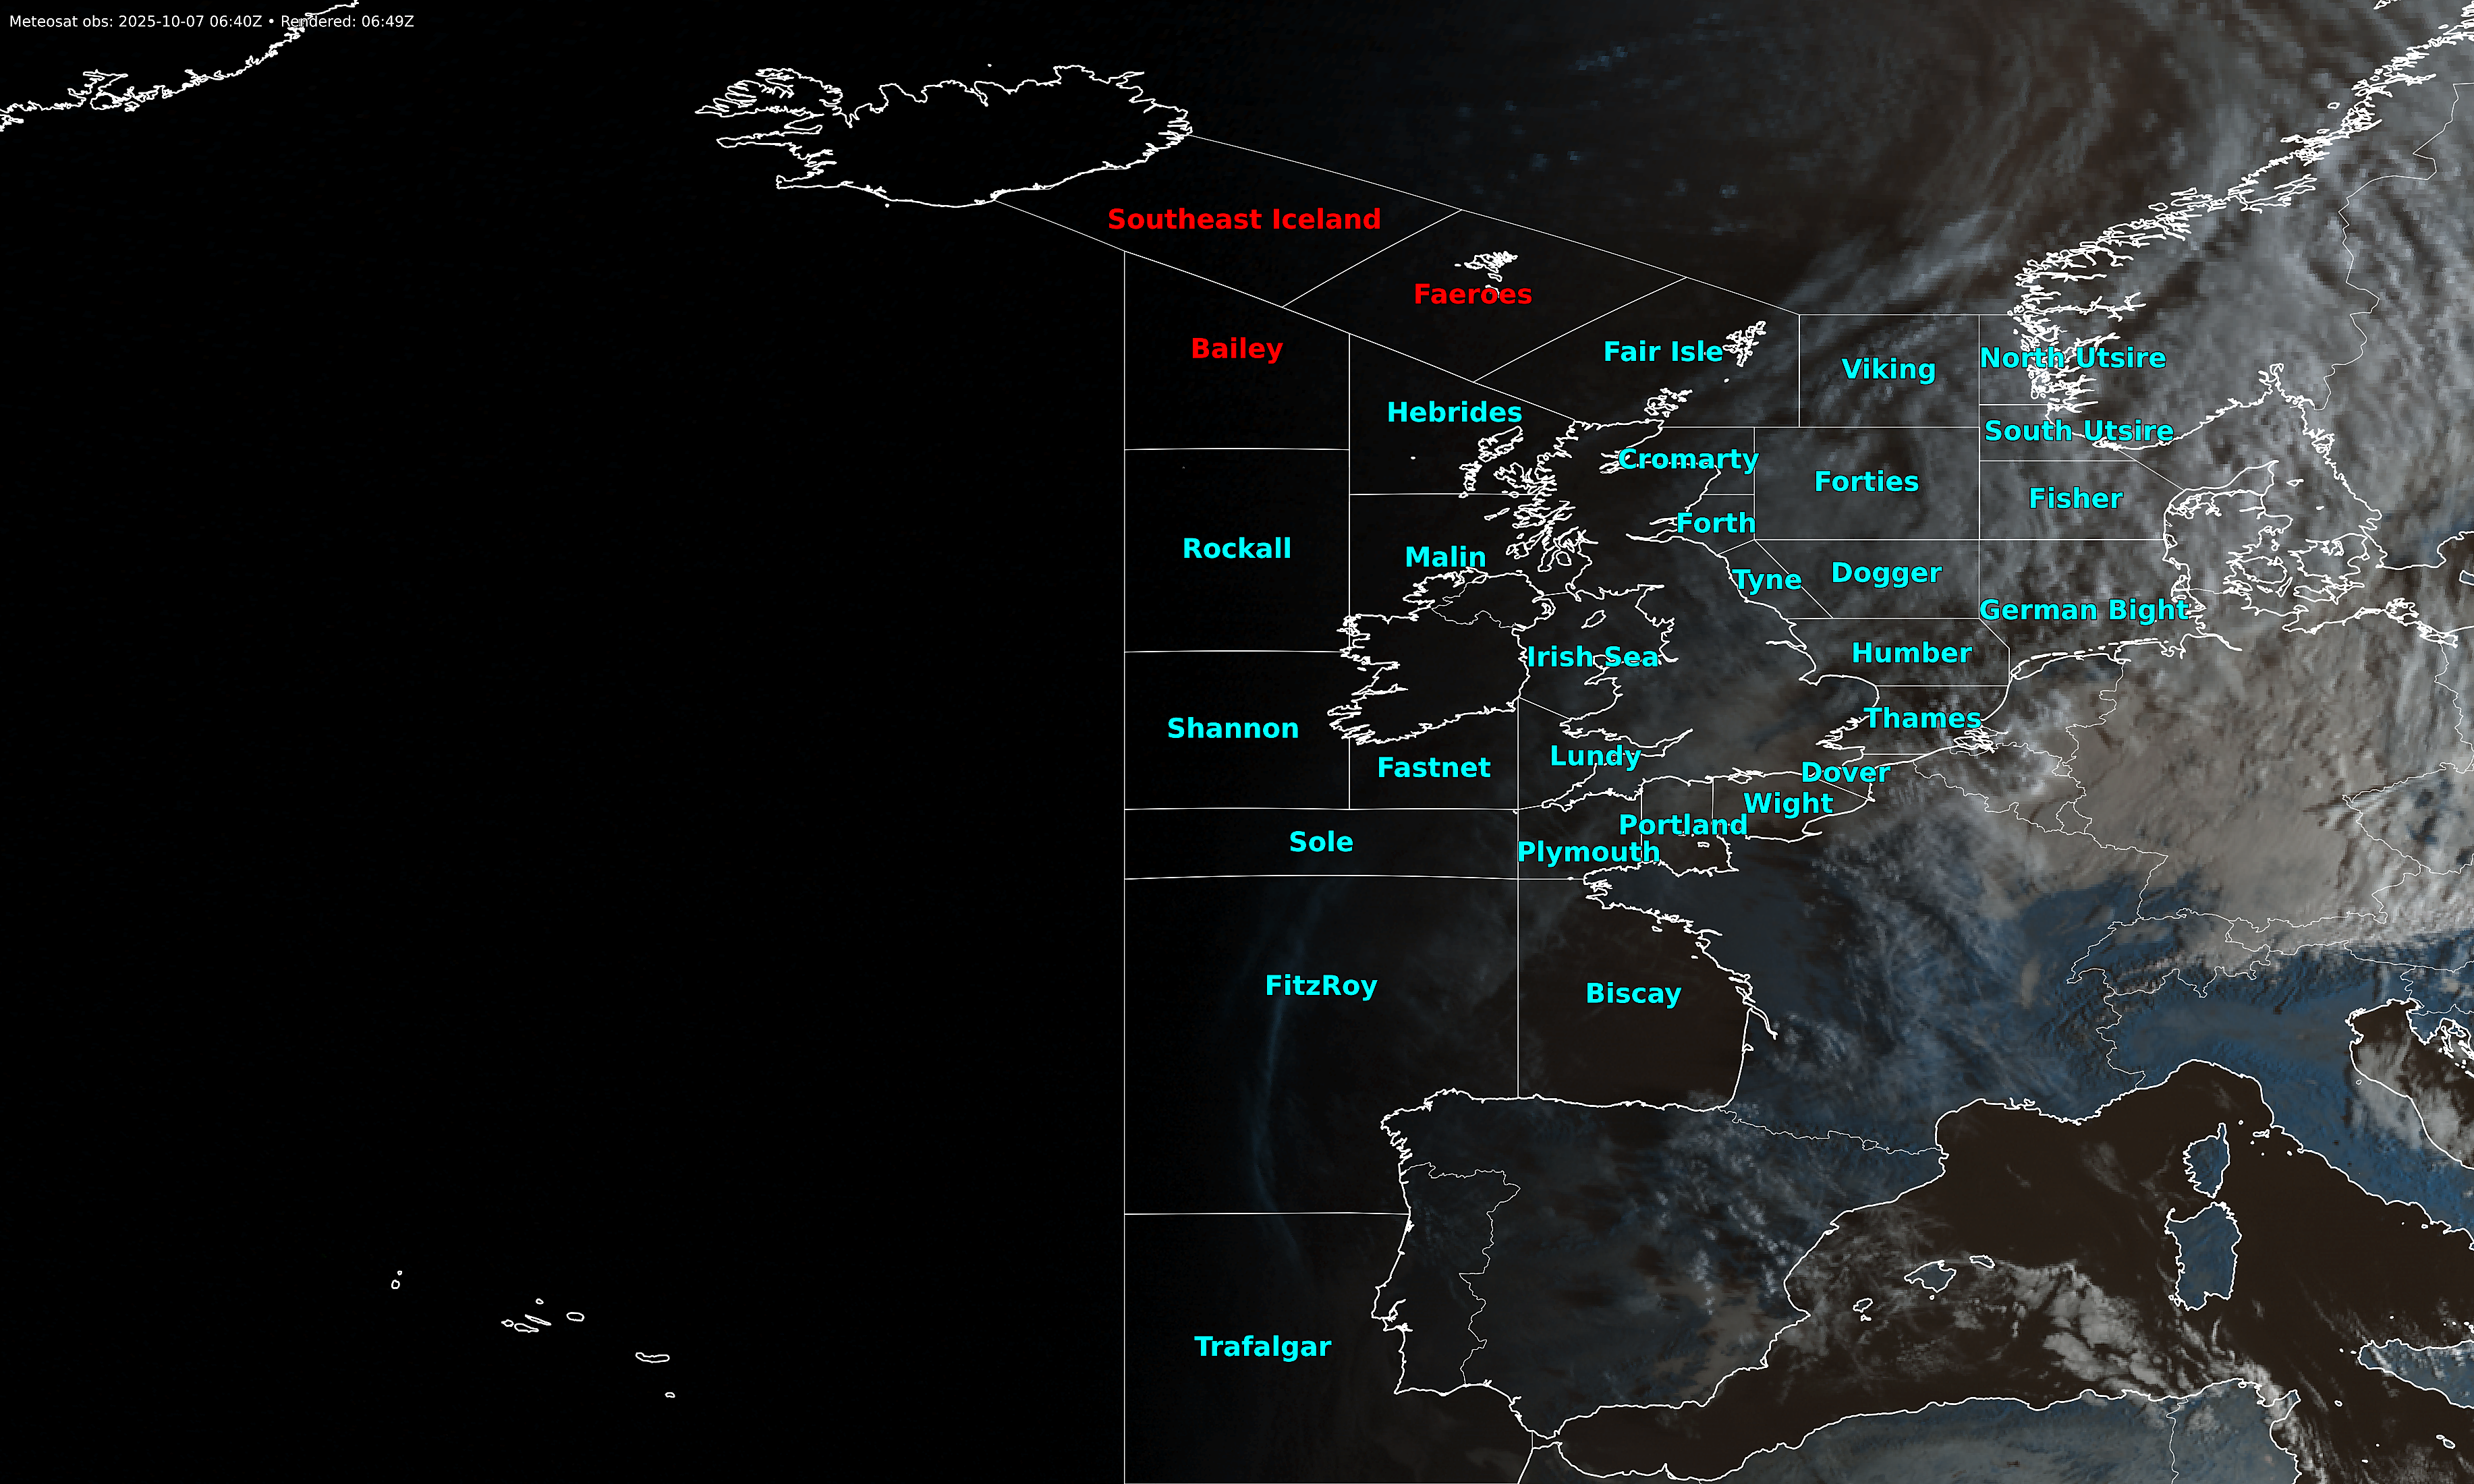 Meteosat obs: 2025-10-07 06:40Z • Rendered: 06:49Z
Southeast Iceland
Faeroes
Bailey
Fair Isle
Viking
North Utsire
Hebrides
South Utsire
Cromarty
Forties
Fisher
Forth
Rockall
Malin
Tyne
Dogger
German Bight
Irish Sea
Humber
Shannon
Thames
Fastnet
Lundy
Dover
Wight
Portland
Sole
Plymouth
FitzRoy
Biscay
Trafalgar